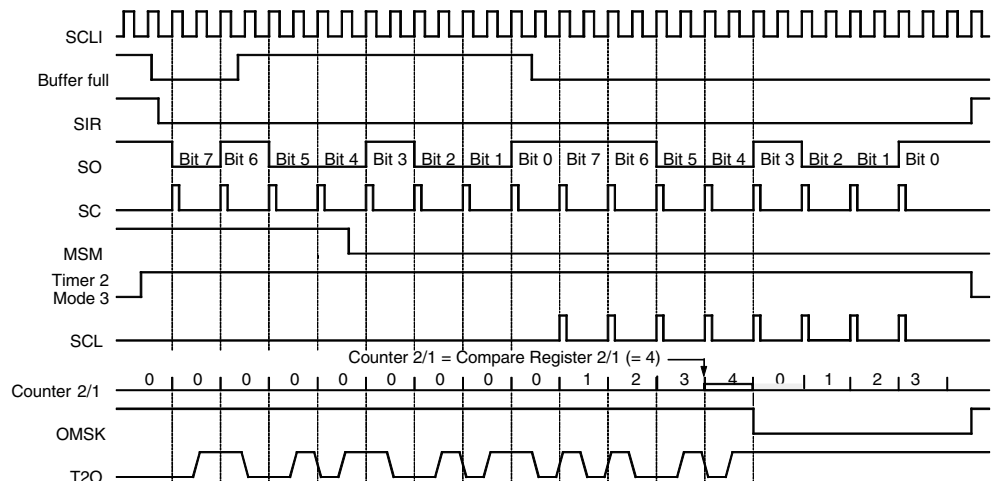 SCLI
Buffer full
SIR
SO Bit 7 Bit 6 Bit 5 Bit 4 Bit 3 Bit 2 Bit 1 Bit 0 Bit 7 Bit 6 Bit 5 Bit 4 Bit 3 Bit 2 Bit 1 Bit 0
SC
MSM
Timer 2
Mode 3
SCL
Counter 2/1 = Compare Register 2/1 (= 4)
Counter 2/1 0 0 0 0 0 0 0 0 0 1 2 3 4 0 1 2 3
OMSK
T2O